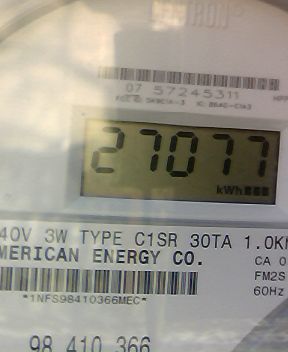 07 57245311
27077
kWh
40V 3W TYPE C1SR 30TA 1.0K
MERICAN ENERGY CO.
CA 0
FM2S
60Hz
*1NFS98410366MEC*
98 410 366